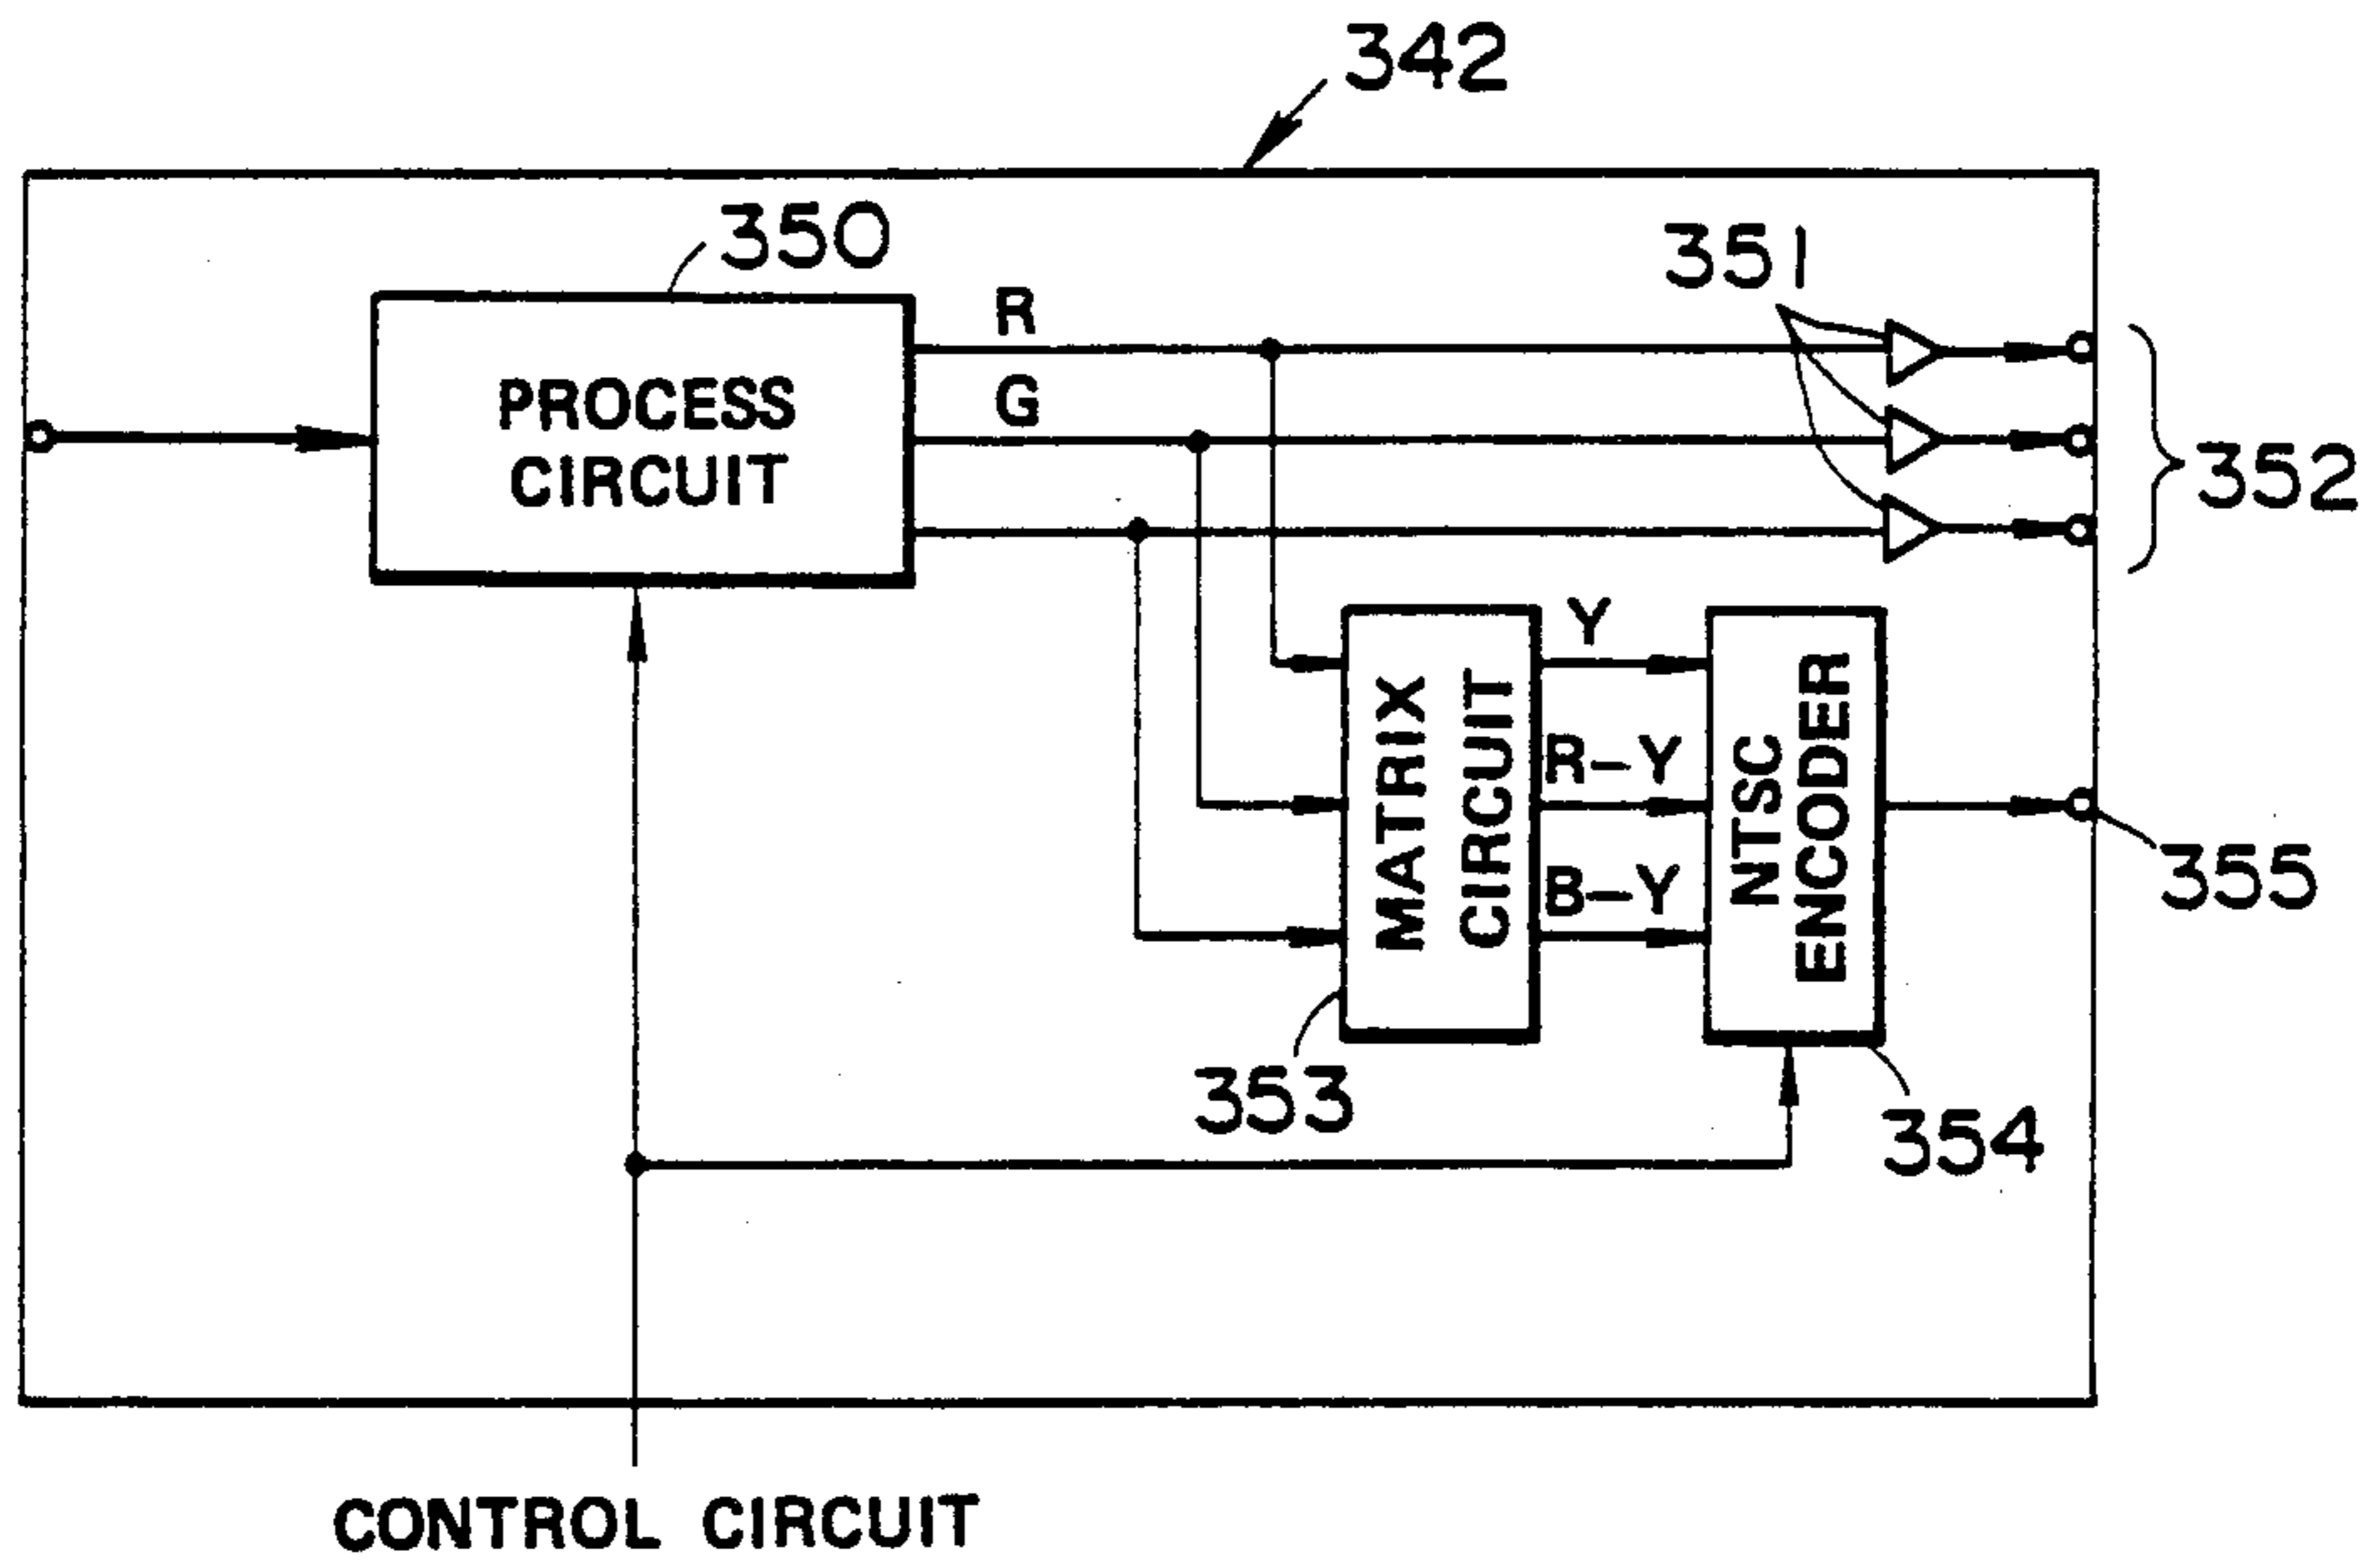 342
350
351
R
PROCESS
CIRCUIT
G
352
Y
MATRIX
CIRCUIT
R-Y
B-Y
NTSC
ENCODER
355
353
354
CONTROL CIRCUIT